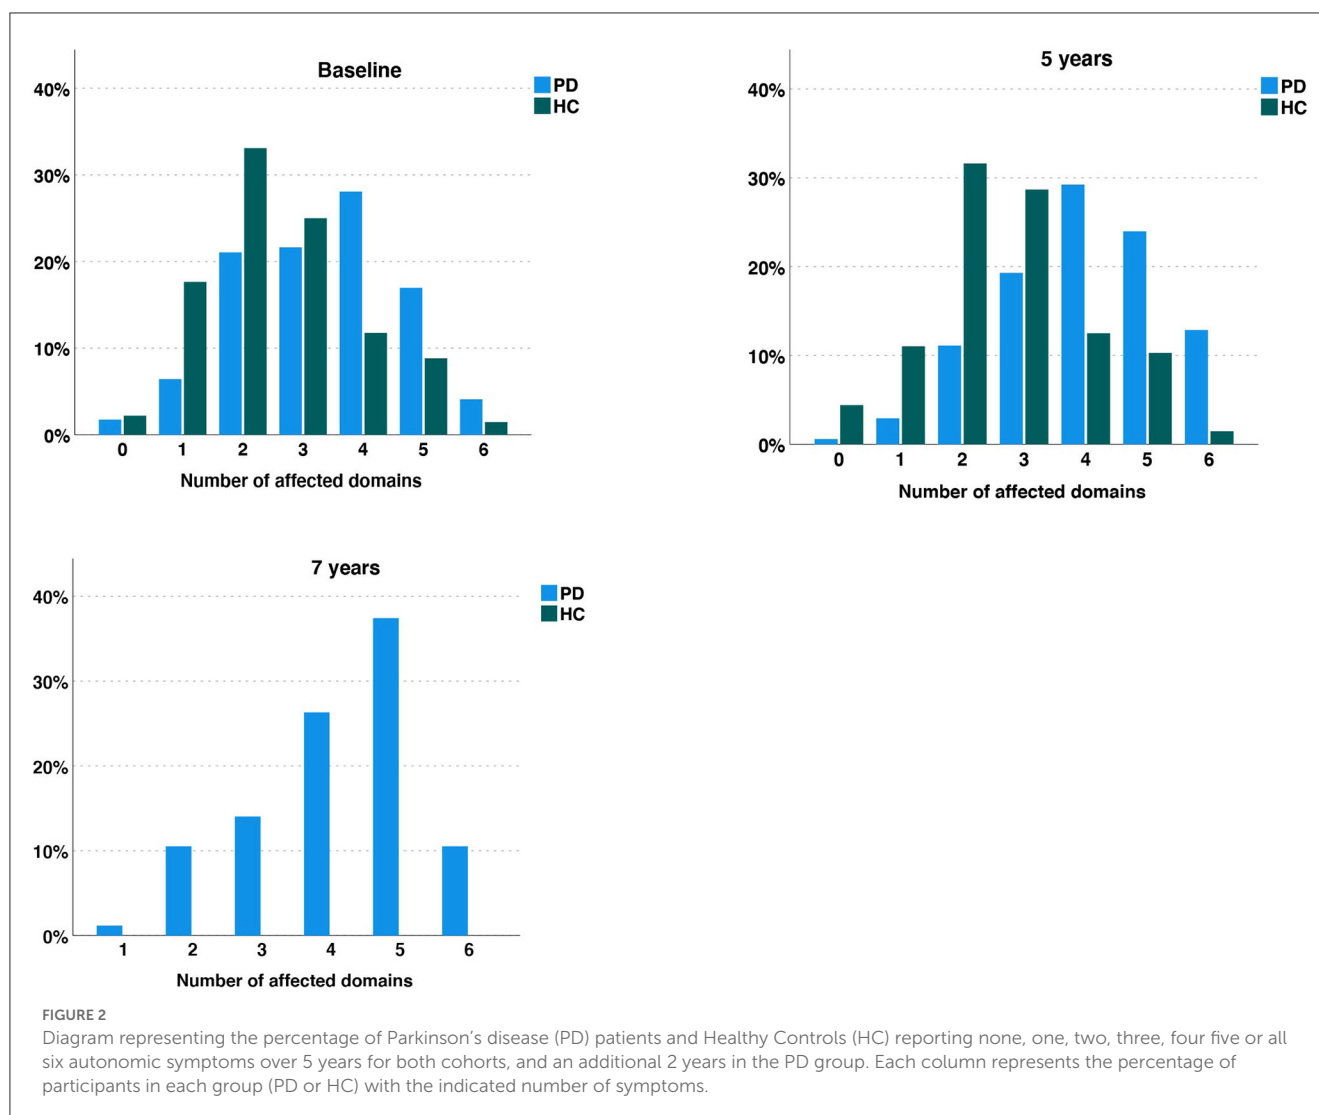 Baseline
PD
HC
40%
30%
20%
10%
0%
0 1 2 3 4 5 6
Number of affected domains
5 years
PD
HC
40%
30%
20%
10%
0%
0 1 2 3 4 5 6
Number of affected domains
7 years
PD
HC
40%
30%
20%
10%
0%
1 2 3 4 5 6
Number of affected domains
FIGURE 2
Diagram representing the percentage of Parkinson's disease (PD) patients and Healthy Controls (HC) reporting none, one, two, three, four five or all
six autonomic symptoms over 5 years for both cohorts, and an additional 2 years in the PD group. Each column represents the percentage of
participants in each group (PD or HC) with the indicated number of symptoms.